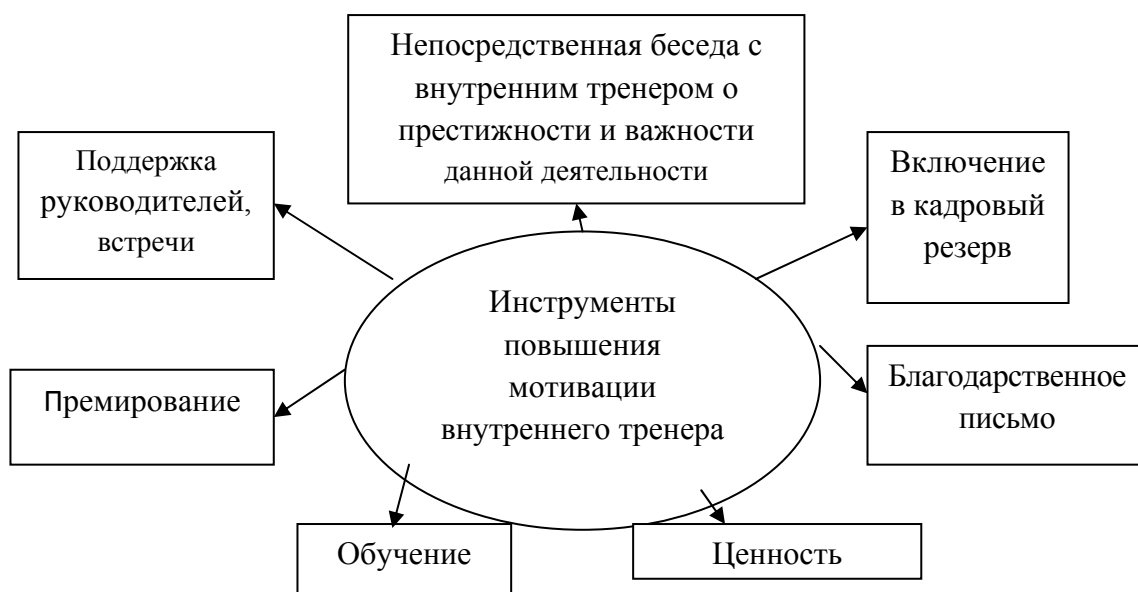 Непосредственная беседа с
внутренним тренером о
престижности и важности
данной деятельности
Поддержка
руководителей,
встречи
Включение
в кадровый
резерв
Инструменты
повышения
мотивации
внутреннего тренера
Премирование
Благодарственное
письмо
Обучение
Ценность